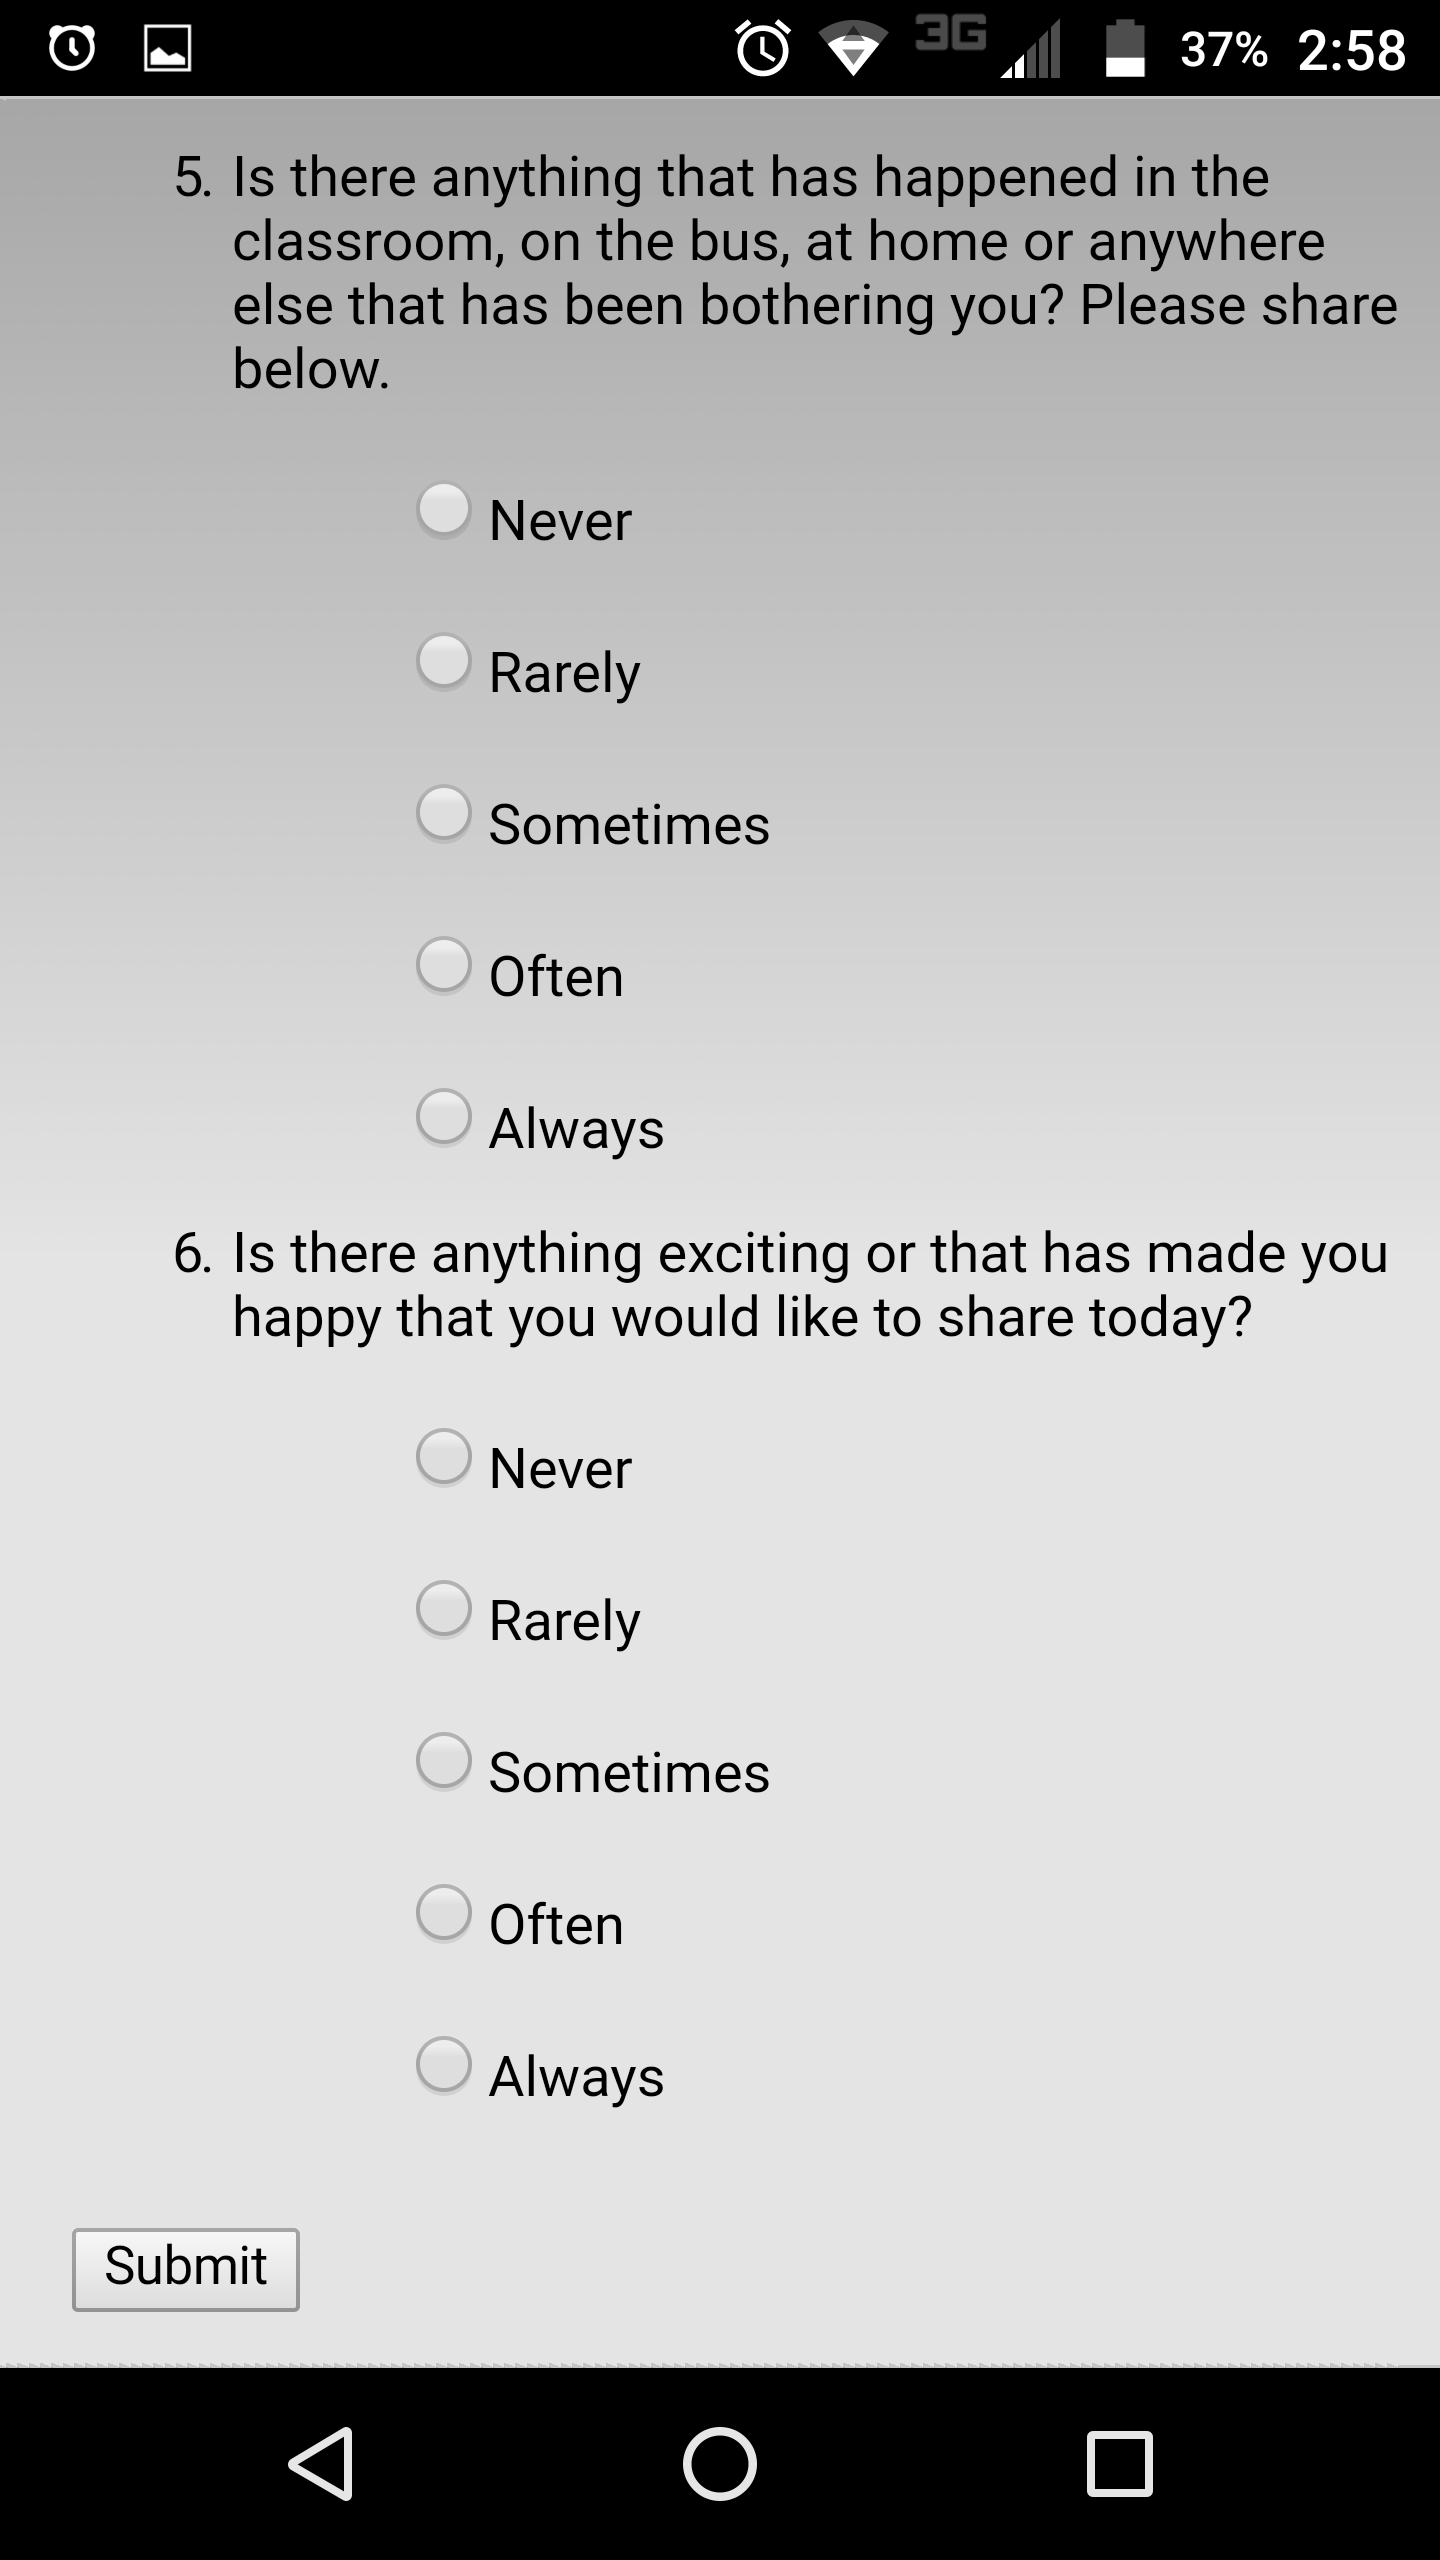 3G 37% 2:58
5. Is there anything that has happened in the
classroom, on the bus, at home or anywhere
else that has been bothering you? Please share
below.
Never
Rarely
Sometimes
Often
Always
6. Is there anything exciting or that has made you
happy that you would like to share today?
Never
Rarely
Sometimes
Often
Always
Submit